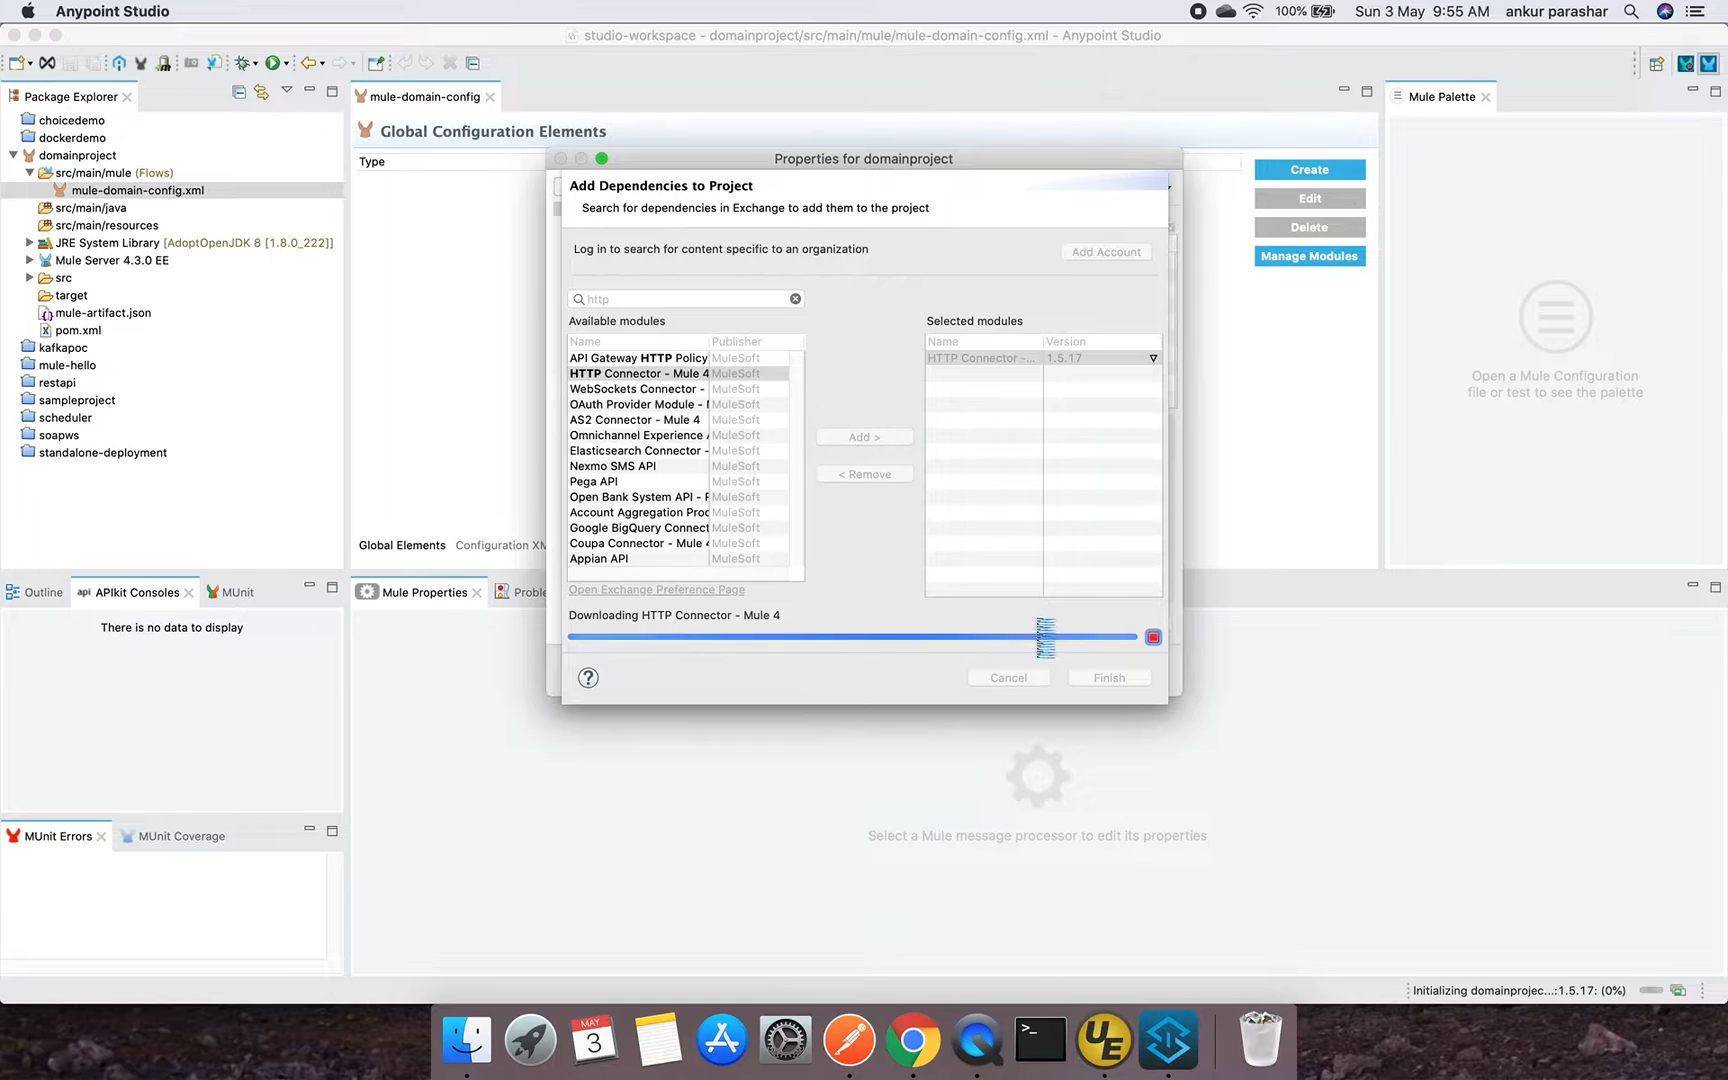 Anypoint Studio
100%
Sun 3 May 9:55 AM
ankur parashar
studio-workspace - domainproject/src/main/mule/mule-domain-config.xml - Anypoint Studio
Package Explorer
choicedemo
dockerdemo
domainproject
src/main/mule (Flows)
mule-domain-config.xml
src/main/java
src/main/resources
JRE System Library [AdoptOpenJDK 8 [1.8.0_222]]
Mule Server 4.3.0 EE
src
target
mule-artifact.json
pom.xml
kafkapoc
mule-hello
restapi
sampleproject
scheduler
soapws
standalone-deployment
mule-domain-config
Global Configuration Elements
Type
Create
Edit
Delete
Manage Modules
Global Elements
Configuration XM
Properties for domainproject
Add Dependencies to Project
Search for dependencies in Exchange to add them to the project
Log in to search for content specific to an organization
Add Account
http
Available modules
Name Publisher
API Gateway HTTP Policy MuleSoft
HTTP Connector - Mule 4 MuleSoft
WebSockets Connector - MuleSoft
OAuth Provider Module - MuleSoft
AS2 Connector - Mule 4 MuleSoft
Omnichannel Experience MuleSoft
Elasticsearch Connector - MuleSoft
Nexmo SMS API MuleSoft
Pega API MuleSoft
Open Bank System API - MuleSoft
Account Aggregation Proc MuleSoft
Google BigQuery Connect MuleSoft
Coupa Connector - Mule 4 MuleSoft
Appian API MuleSoft
Add >
< Remove
Selected modules
Name Version
HTTP Connector -... 1.5.17
Open Exchange Preference Page
Downloading HTTP Connector - Mule 4
?
Cancel
Finish
Mule Palette
Open a Mule Configuration
file or test to see the palette
Outline
api APIkit Consoles
MUnit
There is no data to display
MUnit Errors
MUnit Coverage
Mule Properties
Proble
Select a Mule message processor to edit its properties
Initializing domainprojec...:1.5.17: (0%)
MAY
3
>_
UE